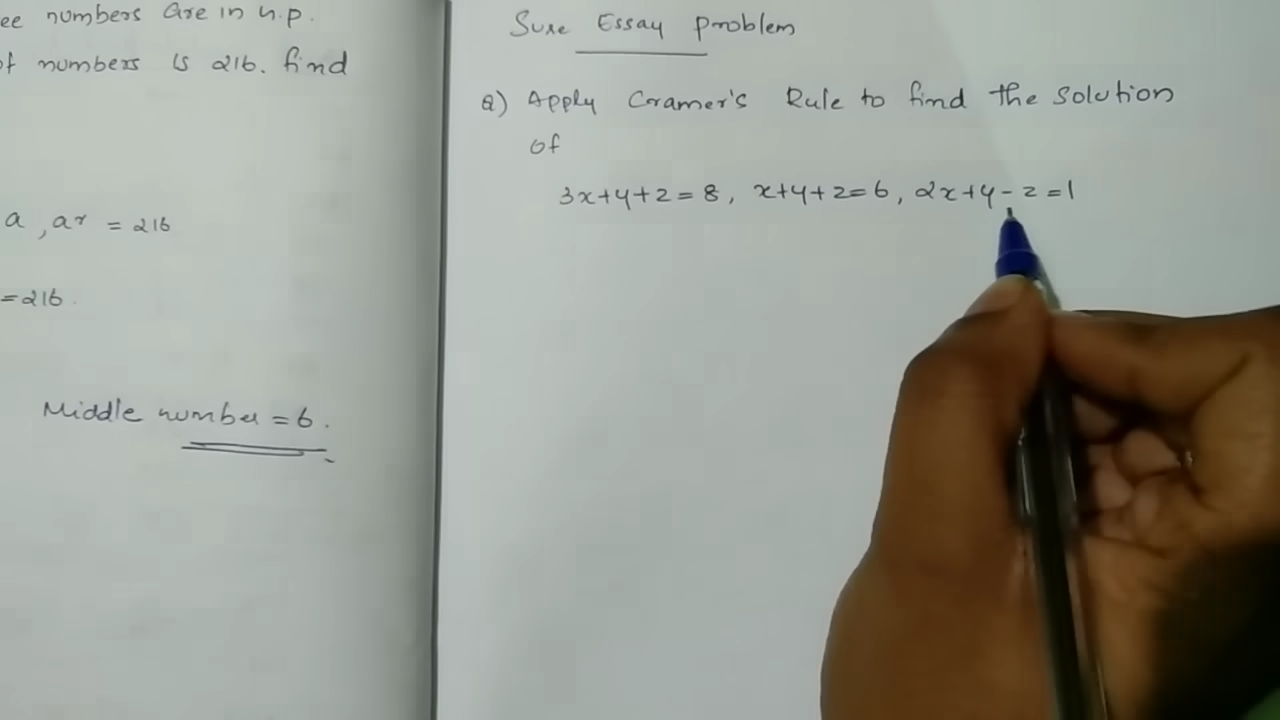 ee numbers are in G.P.
of numbers is 216. find
a, ar = 216
= 216.
Middle number = 6.
Sure Essay problem
Q) Apply Cramer's Rule to find the solution
of
3x+y+z=8, x+y+z=6, 2x+y-z=1